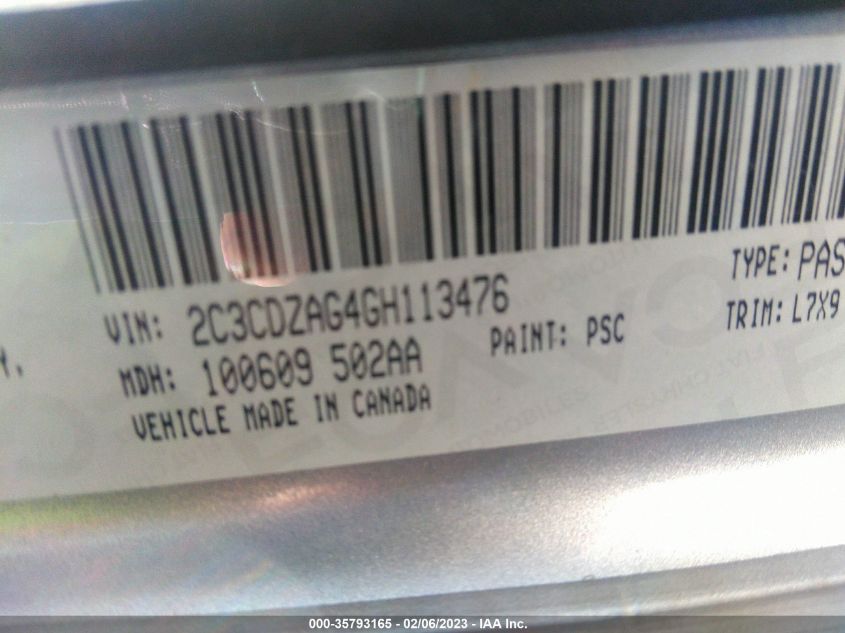 VIN: 2C3CDZAG4GH113476
TYPE: PAS
MDH: 100609 502AA
PAINT: PSC
TRIM: L7X9
VEHICLE MADE IN CANADA
000-35793165 - 02/06/2023 - IAA Inc.